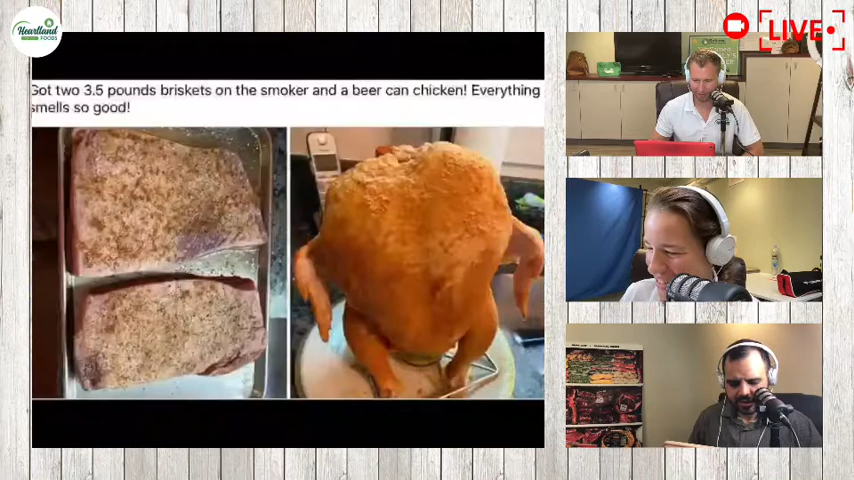 Heartland
FOODS
LIVE
Got two 3.5 pounds briskets on the smoker and a beer can chicken! Everything
smells so good!